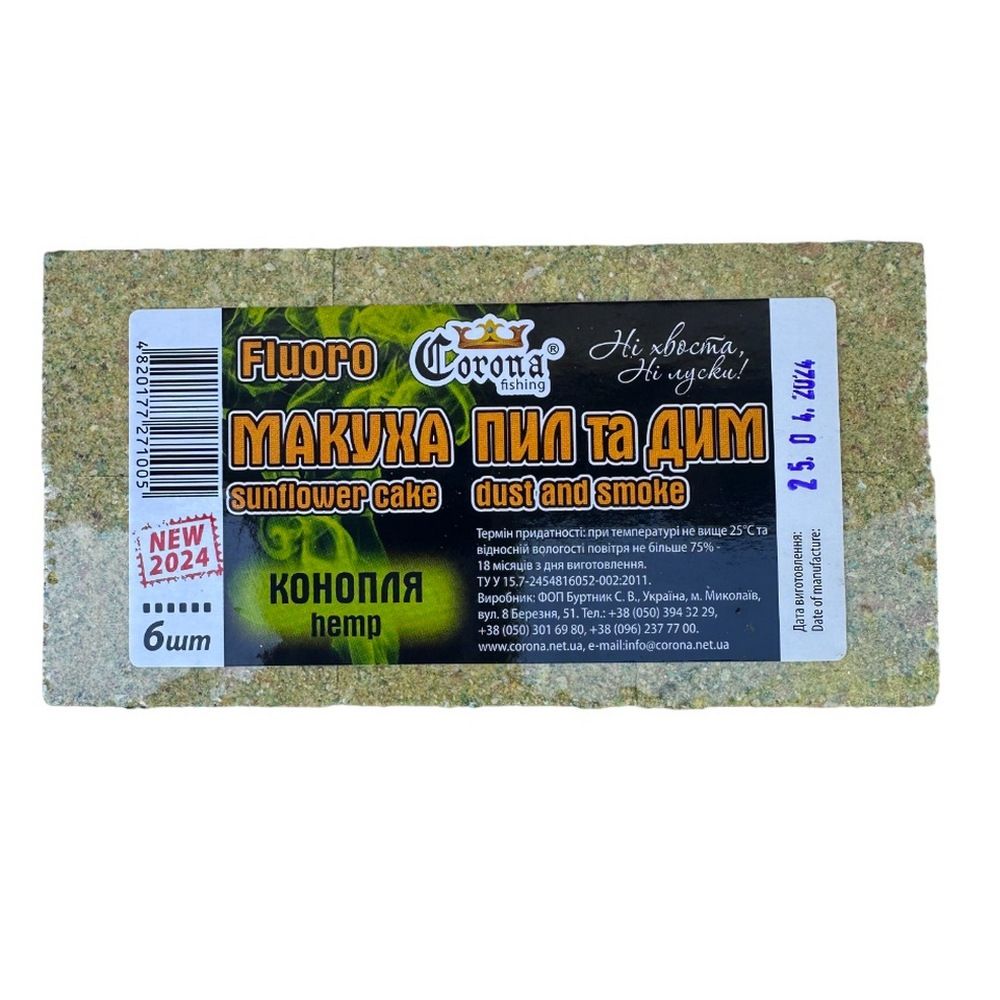 Fluoro
Corona®
fishing
Ні хвоста,
Ні луски!
МАКУХА ПИЛ та ДИМ
sunflower cake dust and smoke
КОНОПЛЯ
hemp
Термін придатності: при температурі не вище 25°С та
відносній вологості повітря не більше 75% -
18 місяців з дня виготовлення.
ТУ У 15.7-2454816052-002:2011.
Виробник: ФОП Буртник С. В., Україна, м. Миколаїв,
вул. 8 Березня, 51. Тел.: +38 (050) 394 32 29,
+38 (050) 301 69 80, +38 (096) 237 77 00.
www.corona.net.ua, e-mail:info@corona.net.ua
4820177271005
NEW
2024
6шт
25.04.2024
Дата виготовлення:
Date of manufacture: